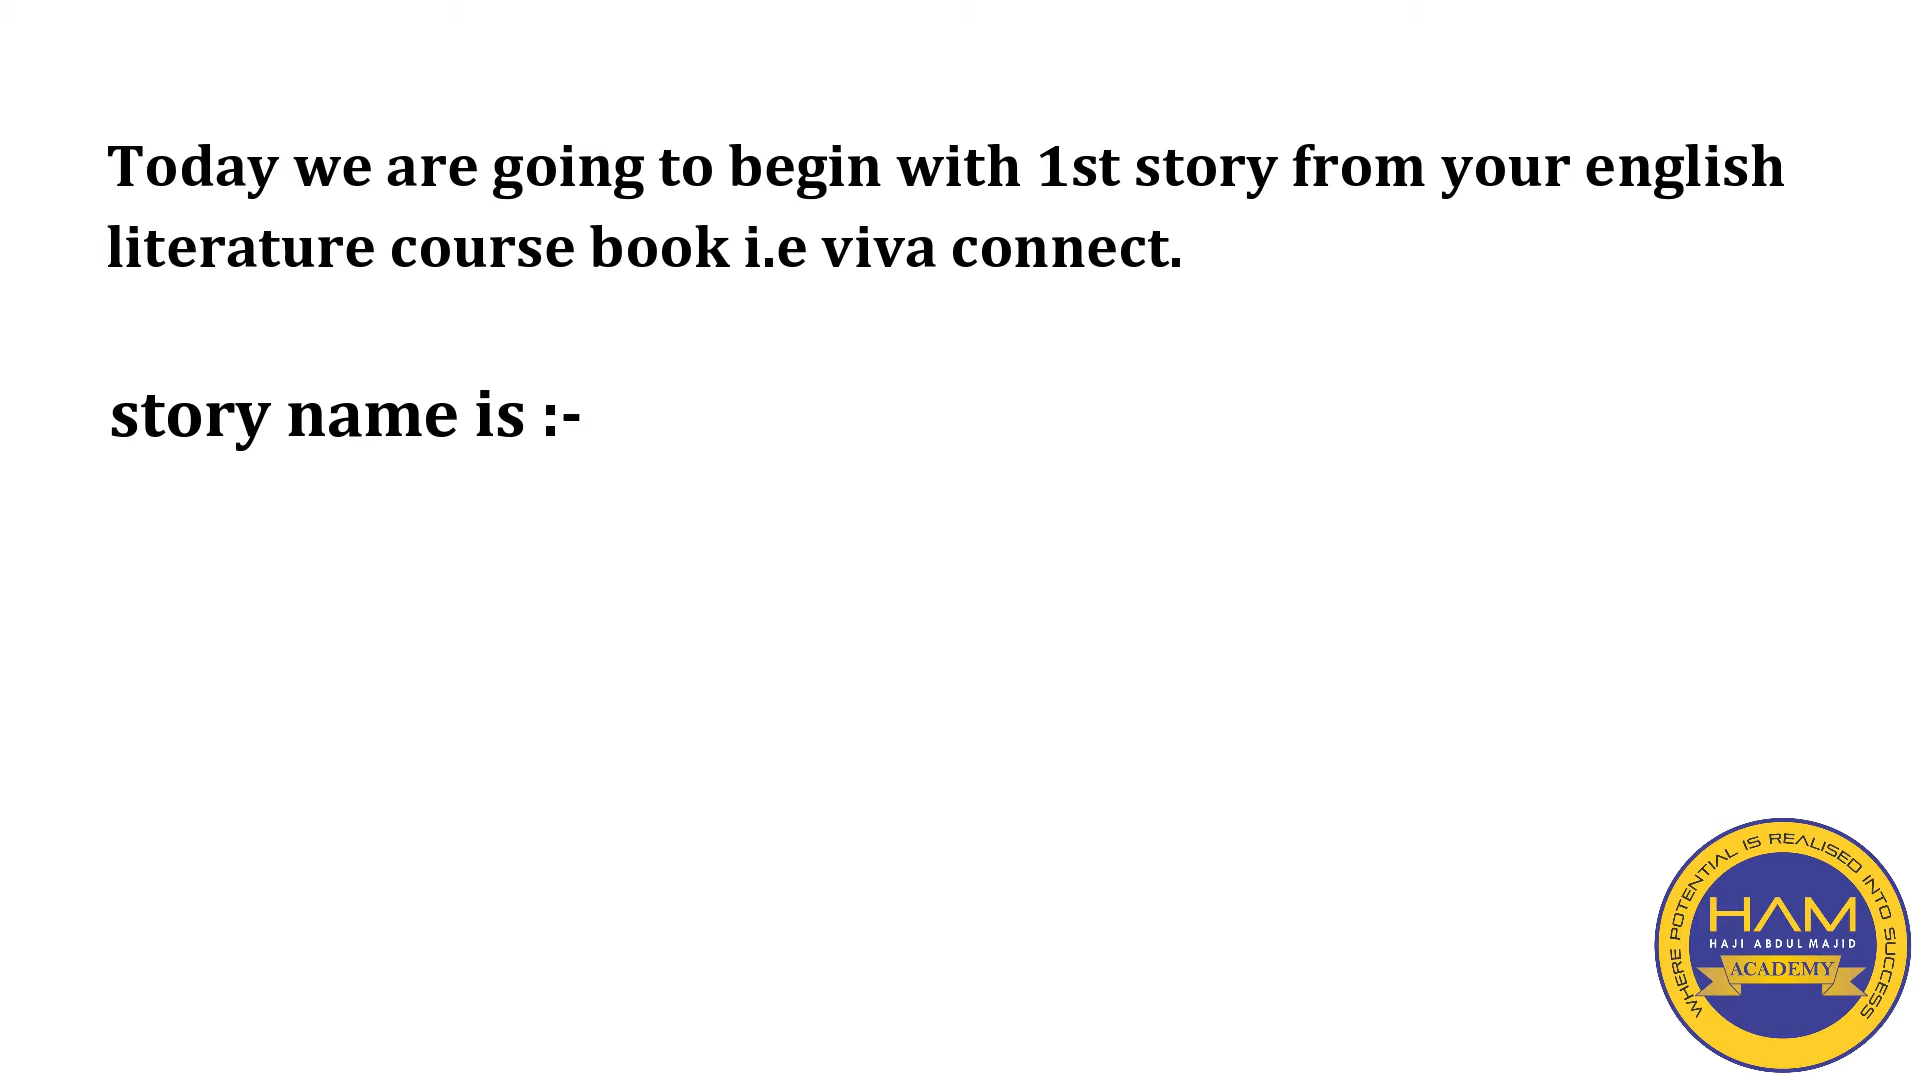 Today we are going to begin with 1st story from your english
literature course book i.e viva connect.
story name is :-
WHERE POTENTIAL IS REALISED INTO SUCCESS
HAM
HAJI ABDUL MAJID
ACADEMY